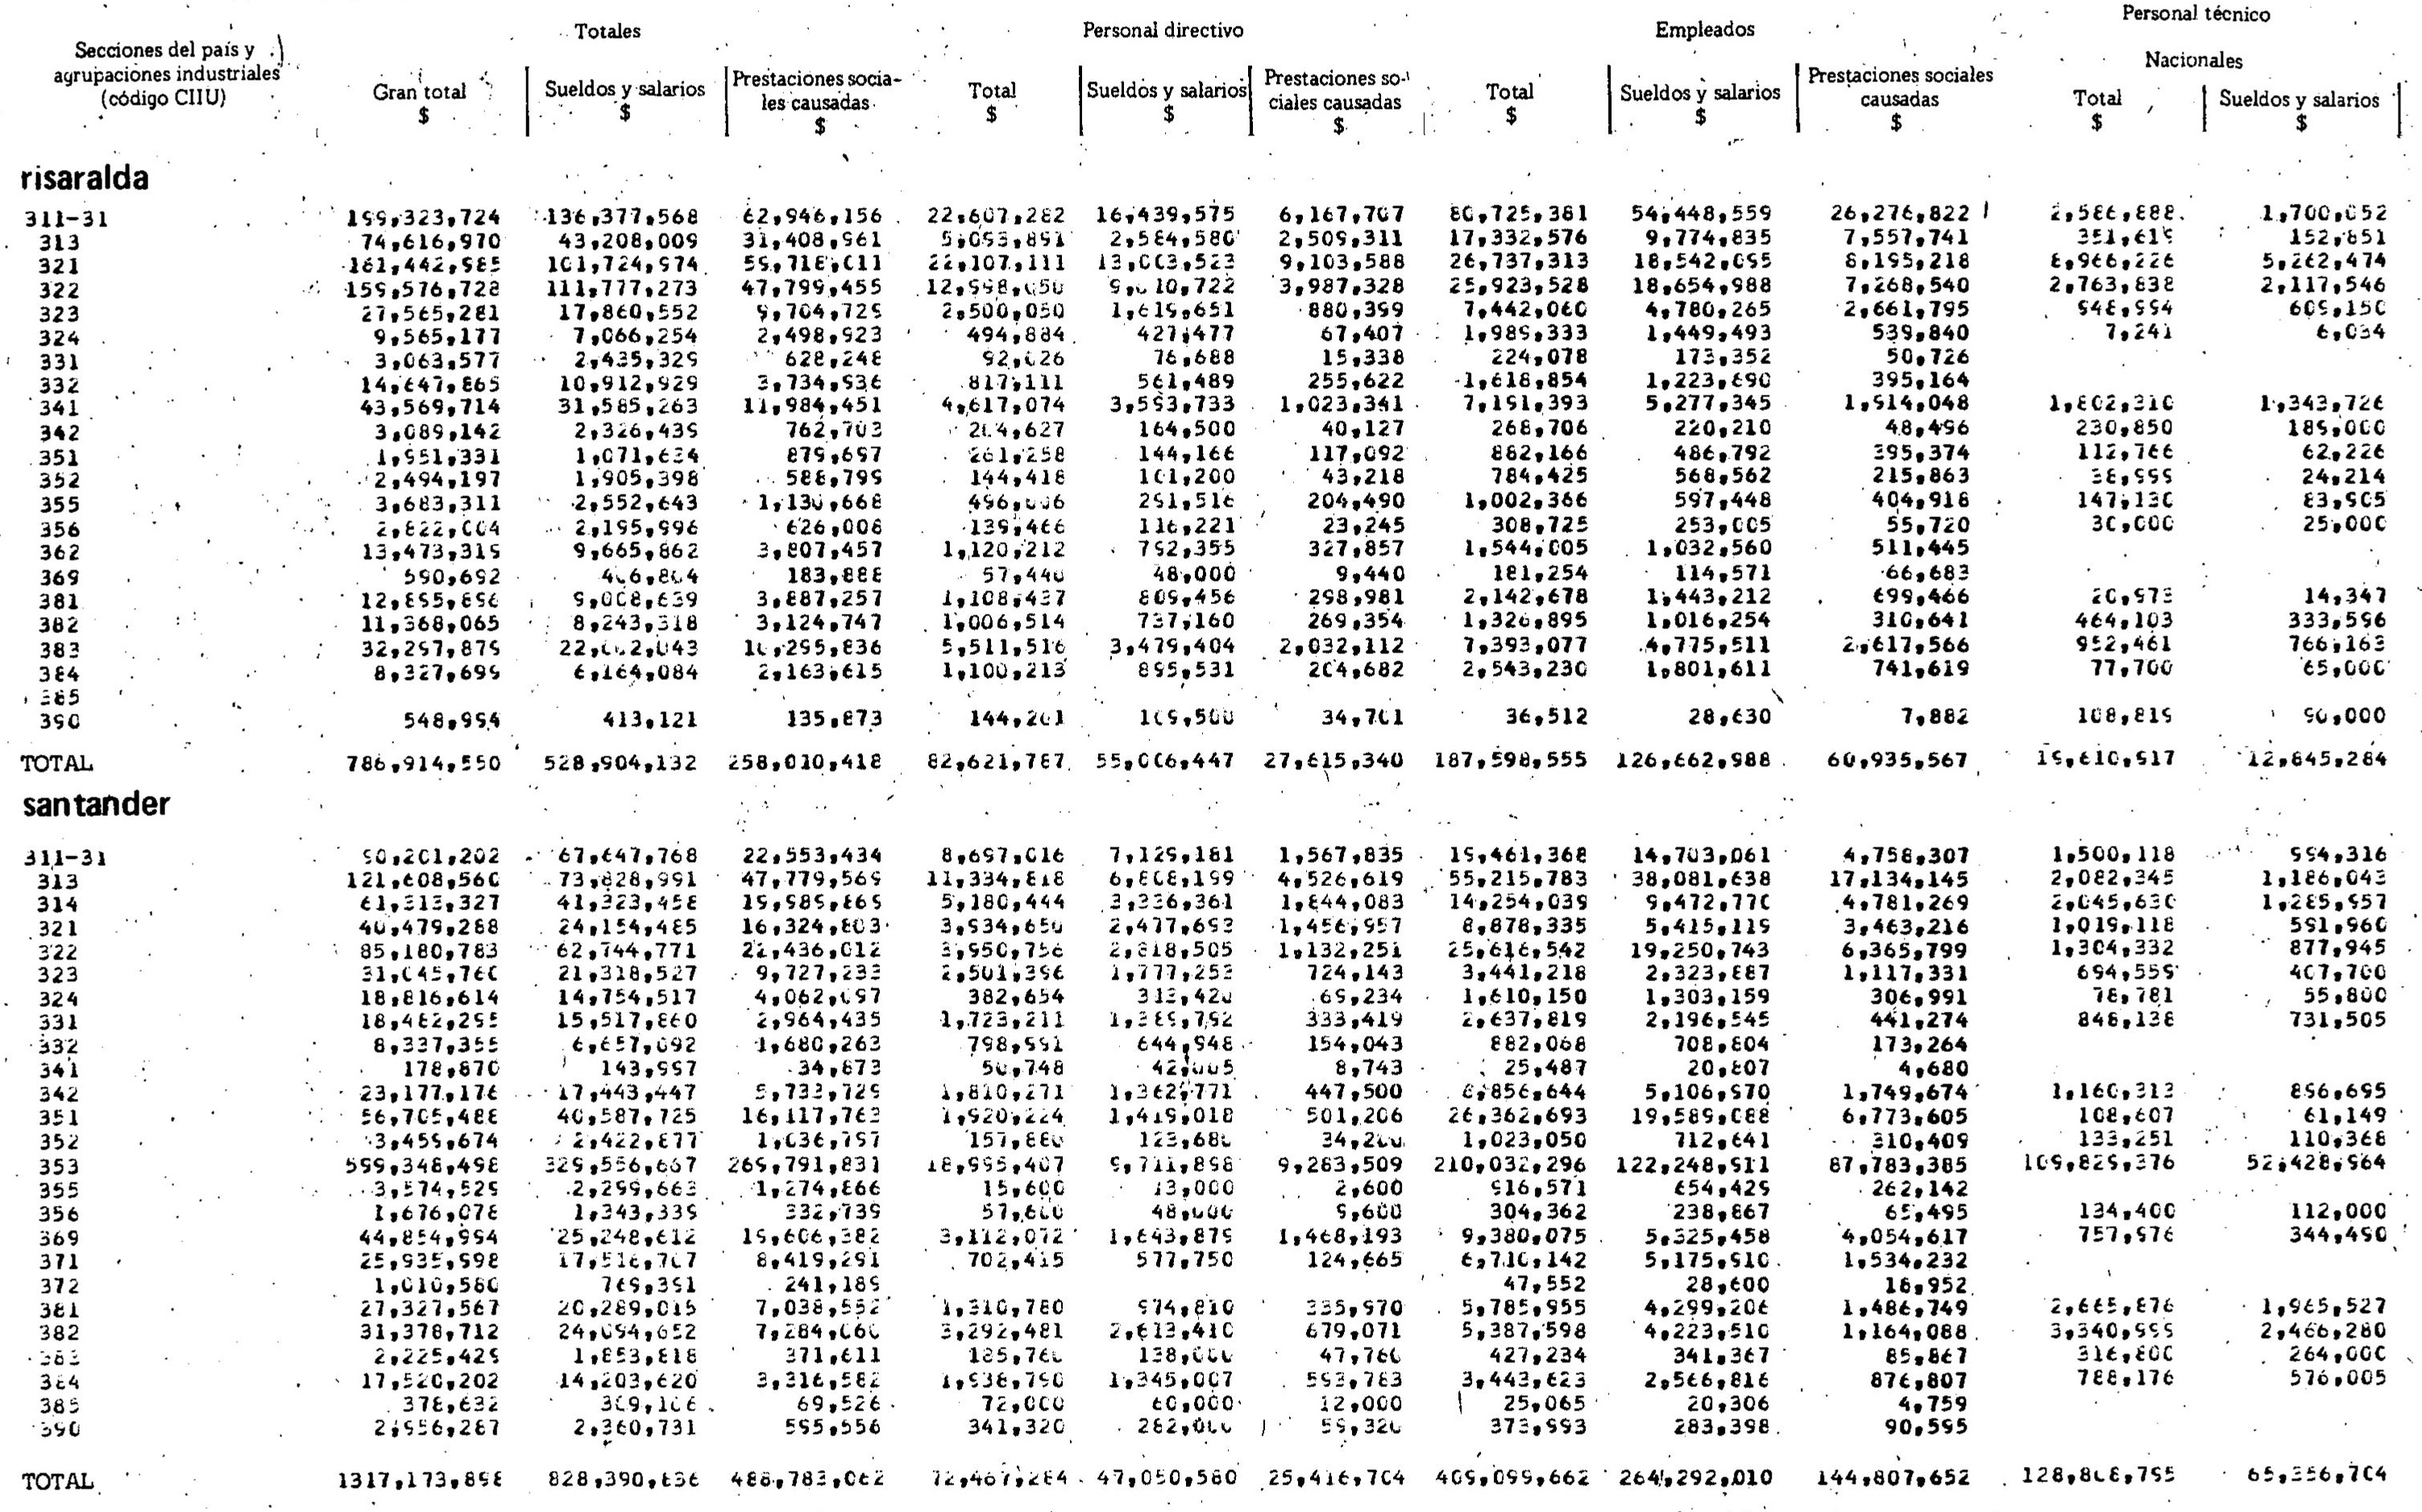 Secciones del país y agrupaciones industriales (código CIIU) Totales Personal directivo Empleados Personal técnico
Nacionales
Gran total $ Sueldos y salarios $ Prestaciones sociales causadas $ Total $ Sueldos y salarios $ Prestaciones sociales causadas $ Total $ Sueldos y salarios $ Prestaciones sociales causadas $ Total $ Sueldos y salarios $
risaralda
311-31 199,323,724 136,377,568 62,946,156 22,607,282 16,439,575 6,167,707 80,725,381 54,448,559 26,276,822 2,586,888 1,700,052
313 74,616,970 43,208,009 31,408,961 5,093,891 2,584,580 2,509,311 17,332,576 9,774,835 7,557,741 351,619 152,851
321 161,442,985 101,724,974 59,718,011 22,107,111 13,003,523 9,103,588 26,737,313 18,542,095 8,195,218 8,966,226 5,262,474
322 159,576,728 111,777,273 47,799,455 12,998,050 9,010,722 3,987,328 25,923,528 18,654,988 7,268,540 2,763,838 2,117,546
323 27,565,281 17,860,552 9,704,729 2,500,050 1,619,651 880,399 7,442,060 4,780,265 2,661,795 948,994 609,150
324 9,565,177 7,066,254 2,498,923 494,884 427,477 67,407 1,989,333 1,449,493 539,840 7,241 6,034
331 3,063,577 2,435,329 628,248 92,026 76,688 15,338 224,078 173,352 50,726
332 14,647,865 10,912,929 3,734,936 817,111 561,489 255,622 1,618,854 1,223,690 395,164
341 43,569,714 31,585,263 11,984,451 4,617,074 3,593,733 1,023,341 7,191,393 5,277,345 1,914,048 1,802,310 1,343,726
342 3,089,142 2,326,439 762,703 204,627 164,500 40,127 268,706 220,210 48,496 230,850 185,000
351 1,951,331 1,071,634 879,697 261,258 144,166 117,092 882,166 486,792 395,374 112,766 62,226
352 2,494,197 1,905,398 588,799 144,418 101,200 43,218 784,425 568,562 215,863 38,999 24,214
355 3,683,311 2,552,643 1,130,668 496,006 291,516 204,490 1,002,366 597,448 404,918 147,130 83,905
356 2,822,004 2,195,996 626,008 139,466 116,221 23,245 308,725 253,005 55,720 30,000 25,000
362 13,473,319 9,665,862 3,807,457 1,120,212 792,355 327,857 1,544,005 1,032,560 511,445
369 590,692 406,804 183,888 57,440 48,000 9,440 181,254 114,571 66,683
381 12,895,896 9,008,639 3,887,257 1,108,437 809,456 298,981 2,142,678 1,443,212 699,466 20,973 14,347
382 11,368,065 8,243,318 3,124,747 1,006,514 737,160 269,354 1,326,895 1,016,254 310,641 464,103 333,596
383 32,297,879 22,002,043 10,295,836 5,511,516 3,479,404 2,032,112 7,393,077 4,775,511 2,617,566 952,461 766,163
384 8,327,699 6,164,084 2,163,615 1,100,213 895,531 204,682 2,543,230 1,801,611 741,619 77,700 65,000
385
390 548,994 413,121 135,873 144,201 109,500 34,701 36,512 28,630 7,882 108,819 90,000
TOTAL 786,914,550 528,904,132 258,010,418 82,621,787 55,006,447 27,615,340 187,598,555 126,662,988 60,935,567 19,610,917 12,845,284
santander
311-31 90,201,202 67,647,768 22,553,434 8,697,016 7,129,181 1,567,835 19,461,368 14,703,061 4,758,307 1,500,118 994,316
313 121,608,560 73,828,991 47,779,569 11,334,818 6,808,199 4,526,619 55,215,783 38,081,638 17,134,145 2,082,345 1,186,043
314 61,313,327 41,323,458 19,989,869 5,180,444 3,336,361 1,844,083 14,254,039 9,472,770 4,781,269 2,045,630 1,285,957
321 40,479,288 24,154,485 16,324,803 3,934,650 2,477,693 1,456,957 8,878,335 5,415,119 3,463,216 1,019,118 591,960
322 85,180,783 62,744,771 22,436,012 3,950,756 2,818,505 1,132,251 25,616,542 19,250,743 6,365,799 1,304,332 877,945
323 31,045,760 21,318,527 9,727,233 2,501,396 1,777,253 724,143 3,441,218 2,323,887 1,117,331 694,559 407,700
324 18,816,614 14,754,517 4,062,097 382,654 313,420 69,234 1,610,150 1,303,159 306,991 78,781 55,800
331 18,482,295 15,517,860 2,964,435 1,723,211 1,389,792 333,419 2,637,819 2,196,545 441,274 848,138 731,505
332 8,337,355 6,657,092 1,680,263 798,991 644,948 154,043 882,068 708,804 173,264
341 178,870 143,997 34,873 50,748 42,005 8,743 25,487 20,807 4,680
342 23,177,176 17,443,447 5,733,729 1,810,271 1,362,771 447,500 6,856,644 5,106,970 1,749,674 1,160,313 856,695
351 56,705,488 40,587,725 16,117,763 1,920,224 1,419,018 501,206 26,362,693 19,589,088 6,773,605 108,607 61,149
352 3,459,674 2,422,877 1,036,797 157,880 123,680 34,200 1,023,050 712,641 310,409 133,251 110,368
353 599,348,498 329,556,667 269,791,831 18,995,407 9,711,898 9,283,509 210,032,296 122,248,911 87,783,385 109,829,376 52,428,964
355 3,574,529 2,299,663 1,274,866 15,600 13,000 2,600 916,571 654,429 262,142
356 1,676,078 1,343,339 332,739 57,600 48,000 9,600 304,362 238,867 65,495 134,400 112,000
369 44,854,994 25,248,612 19,606,382 3,112,072 1,643,879 1,468,193 9,380,075 5,325,458 4,054,617 757,976 344,490
371 25,935,998 17,516,707 8,419,291 702,415 577,750 124,665 6,710,142 5,175,910 1,534,232
372 1,010,580 769,391 241,189 47,552 28,600 18,952
381 27,327,567 20,289,015 7,038,552 1,310,780 974,810 335,970 5,785,955 4,299,206 1,486,749 2,665,876 1,965,527
382 31,378,712 24,094,652 7,284,060 3,292,481 2,613,410 679,071 5,387,598 4,223,510 1,164,088 3,340,999 2,466,280
383 2,225,429 1,853,818 371,611 185,760 138,000 47,760 427,234 341,367 85,867 316,800 264,000
384 17,520,202 14,203,620 3,316,582 1,938,790 1,345,007 593,783 3,443,623 2,566,816 876,807 788,176 576,005
385 378,632 309,106 69,526 72,000 60,000 12,000 25,065 20,306 4,759
390 2,956,287 2,360,731 595,556 341,320 282,000 59,320 373,993 283,398 90,595
TOTAL 1317,173,898 828,390,836 488,783,062 72,467,284 47,050,580 25,416,704 409,099,662 264,292,010 144,807,652 128,808,795 65,356,704